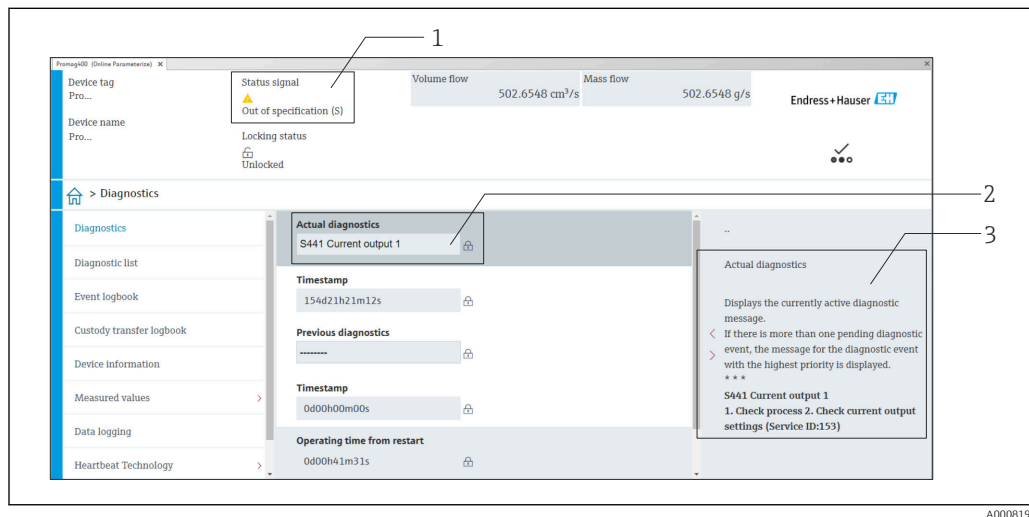 1
Promag400 (Online Parameterize) ×
×
Device tag
Pro...
Device name
Pro...
Status signal
Out of specification (S)
Locking status
Unlocked
Volume flow
502.6548 cm³/s
Mass flow
502.6548 g/s
Endress+Hauser EH
> Diagnostics
2
3
Diagnostics
Diagnostic list
Event logbook
Custody transfer logbook
Device information
Measured values >
Data logging
Heartbeat Technology >
Actual diagnostics
S441 Current output 1
Timestamp
154d21h21m12s
Previous diagnostics
--------
Timestamp
0d00h00m00s
Operating time from restart
0d00h41m31s
..
Actual diagnostics
Displays the currently active diagnostic
message.
If there is more than one pending diagnostic
event, the message for the diagnostic event
with the highest priority is displayed.
* * *
S441 Current output 1
1. Check process 2. Check current output
settings (Service ID:153)